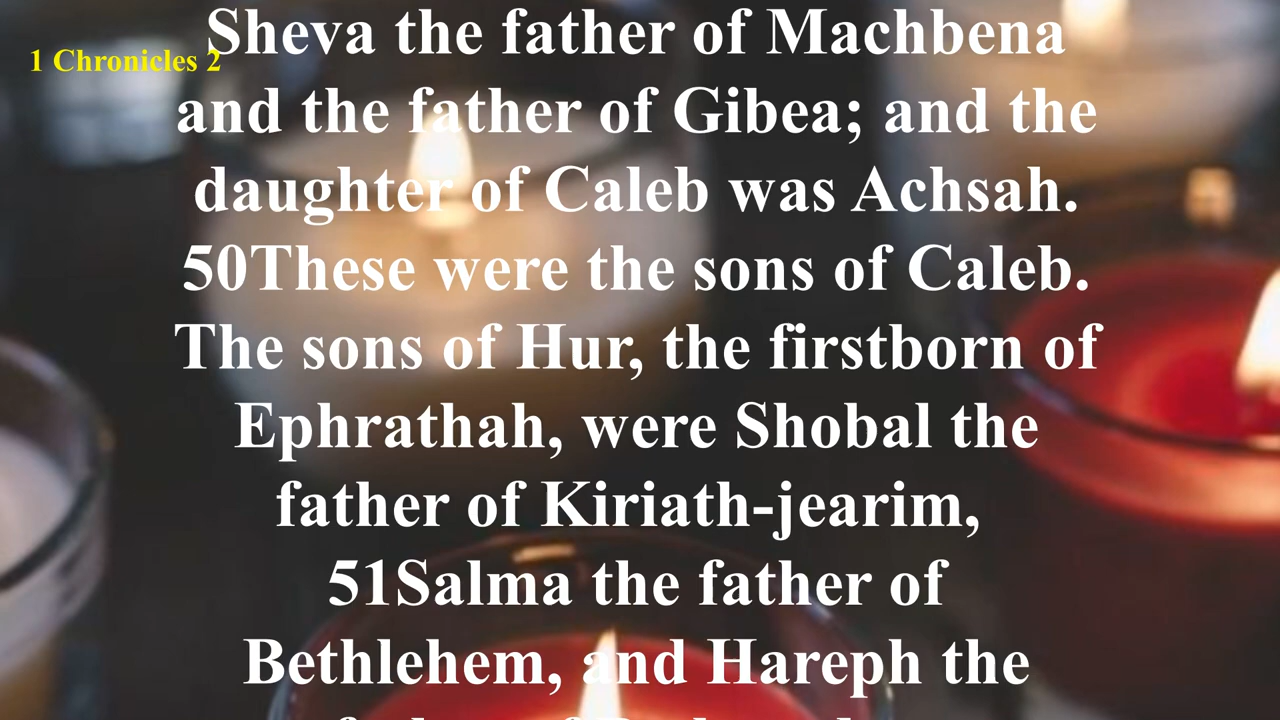 1 Chronicles 2
Sheva the father of Machbena
and the father of Gibea; and the
daughter of Caleb was Achsah.
50These were the sons of Caleb.
The sons of Hur, the firstborn of
Ephrathah, were Shobal the
father of Kiriath-jearim,
51Salma the father of
Bethlehem, and Hareph the